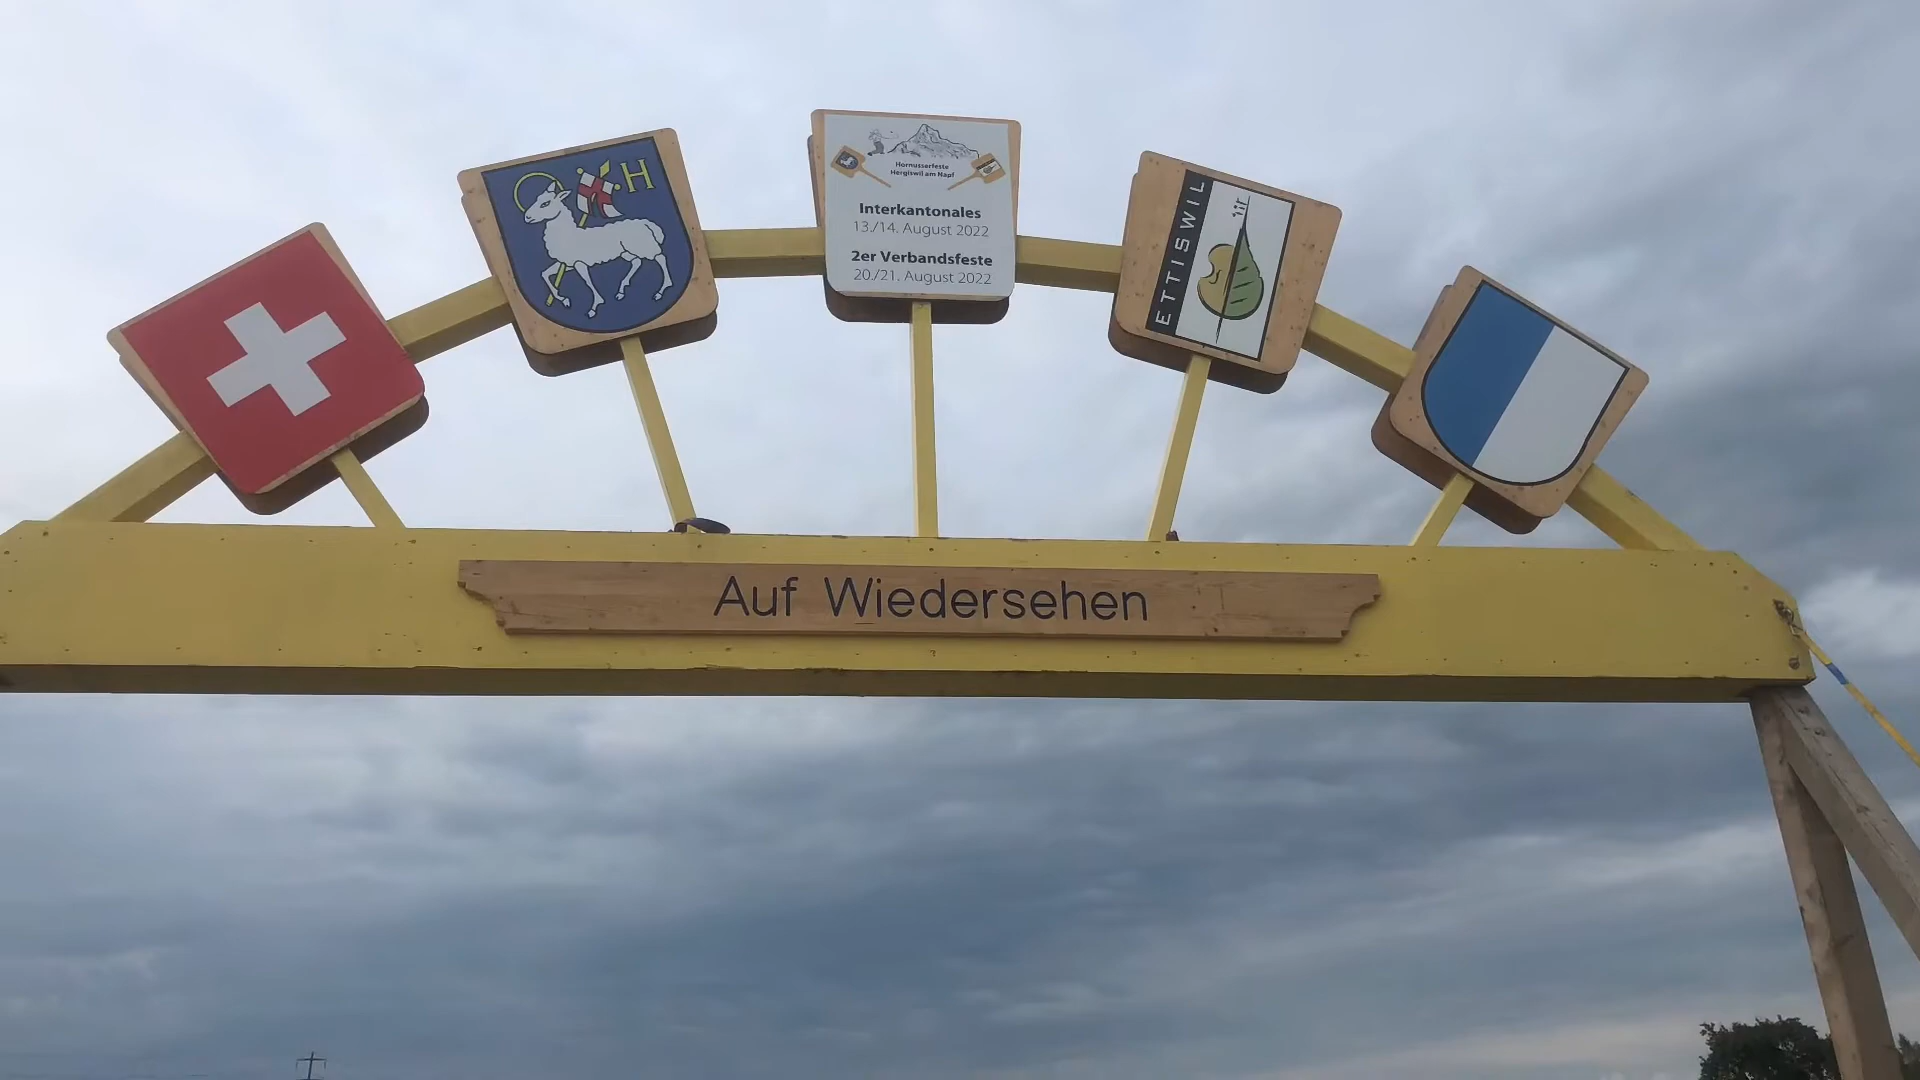 H
Hornusserfeste
Hergiswil am Napf
Interkantonales
13./14. August 2022
2er Verbandsfeste
20./21. August 2022
ETTISWIL
Auf Wiedersehen